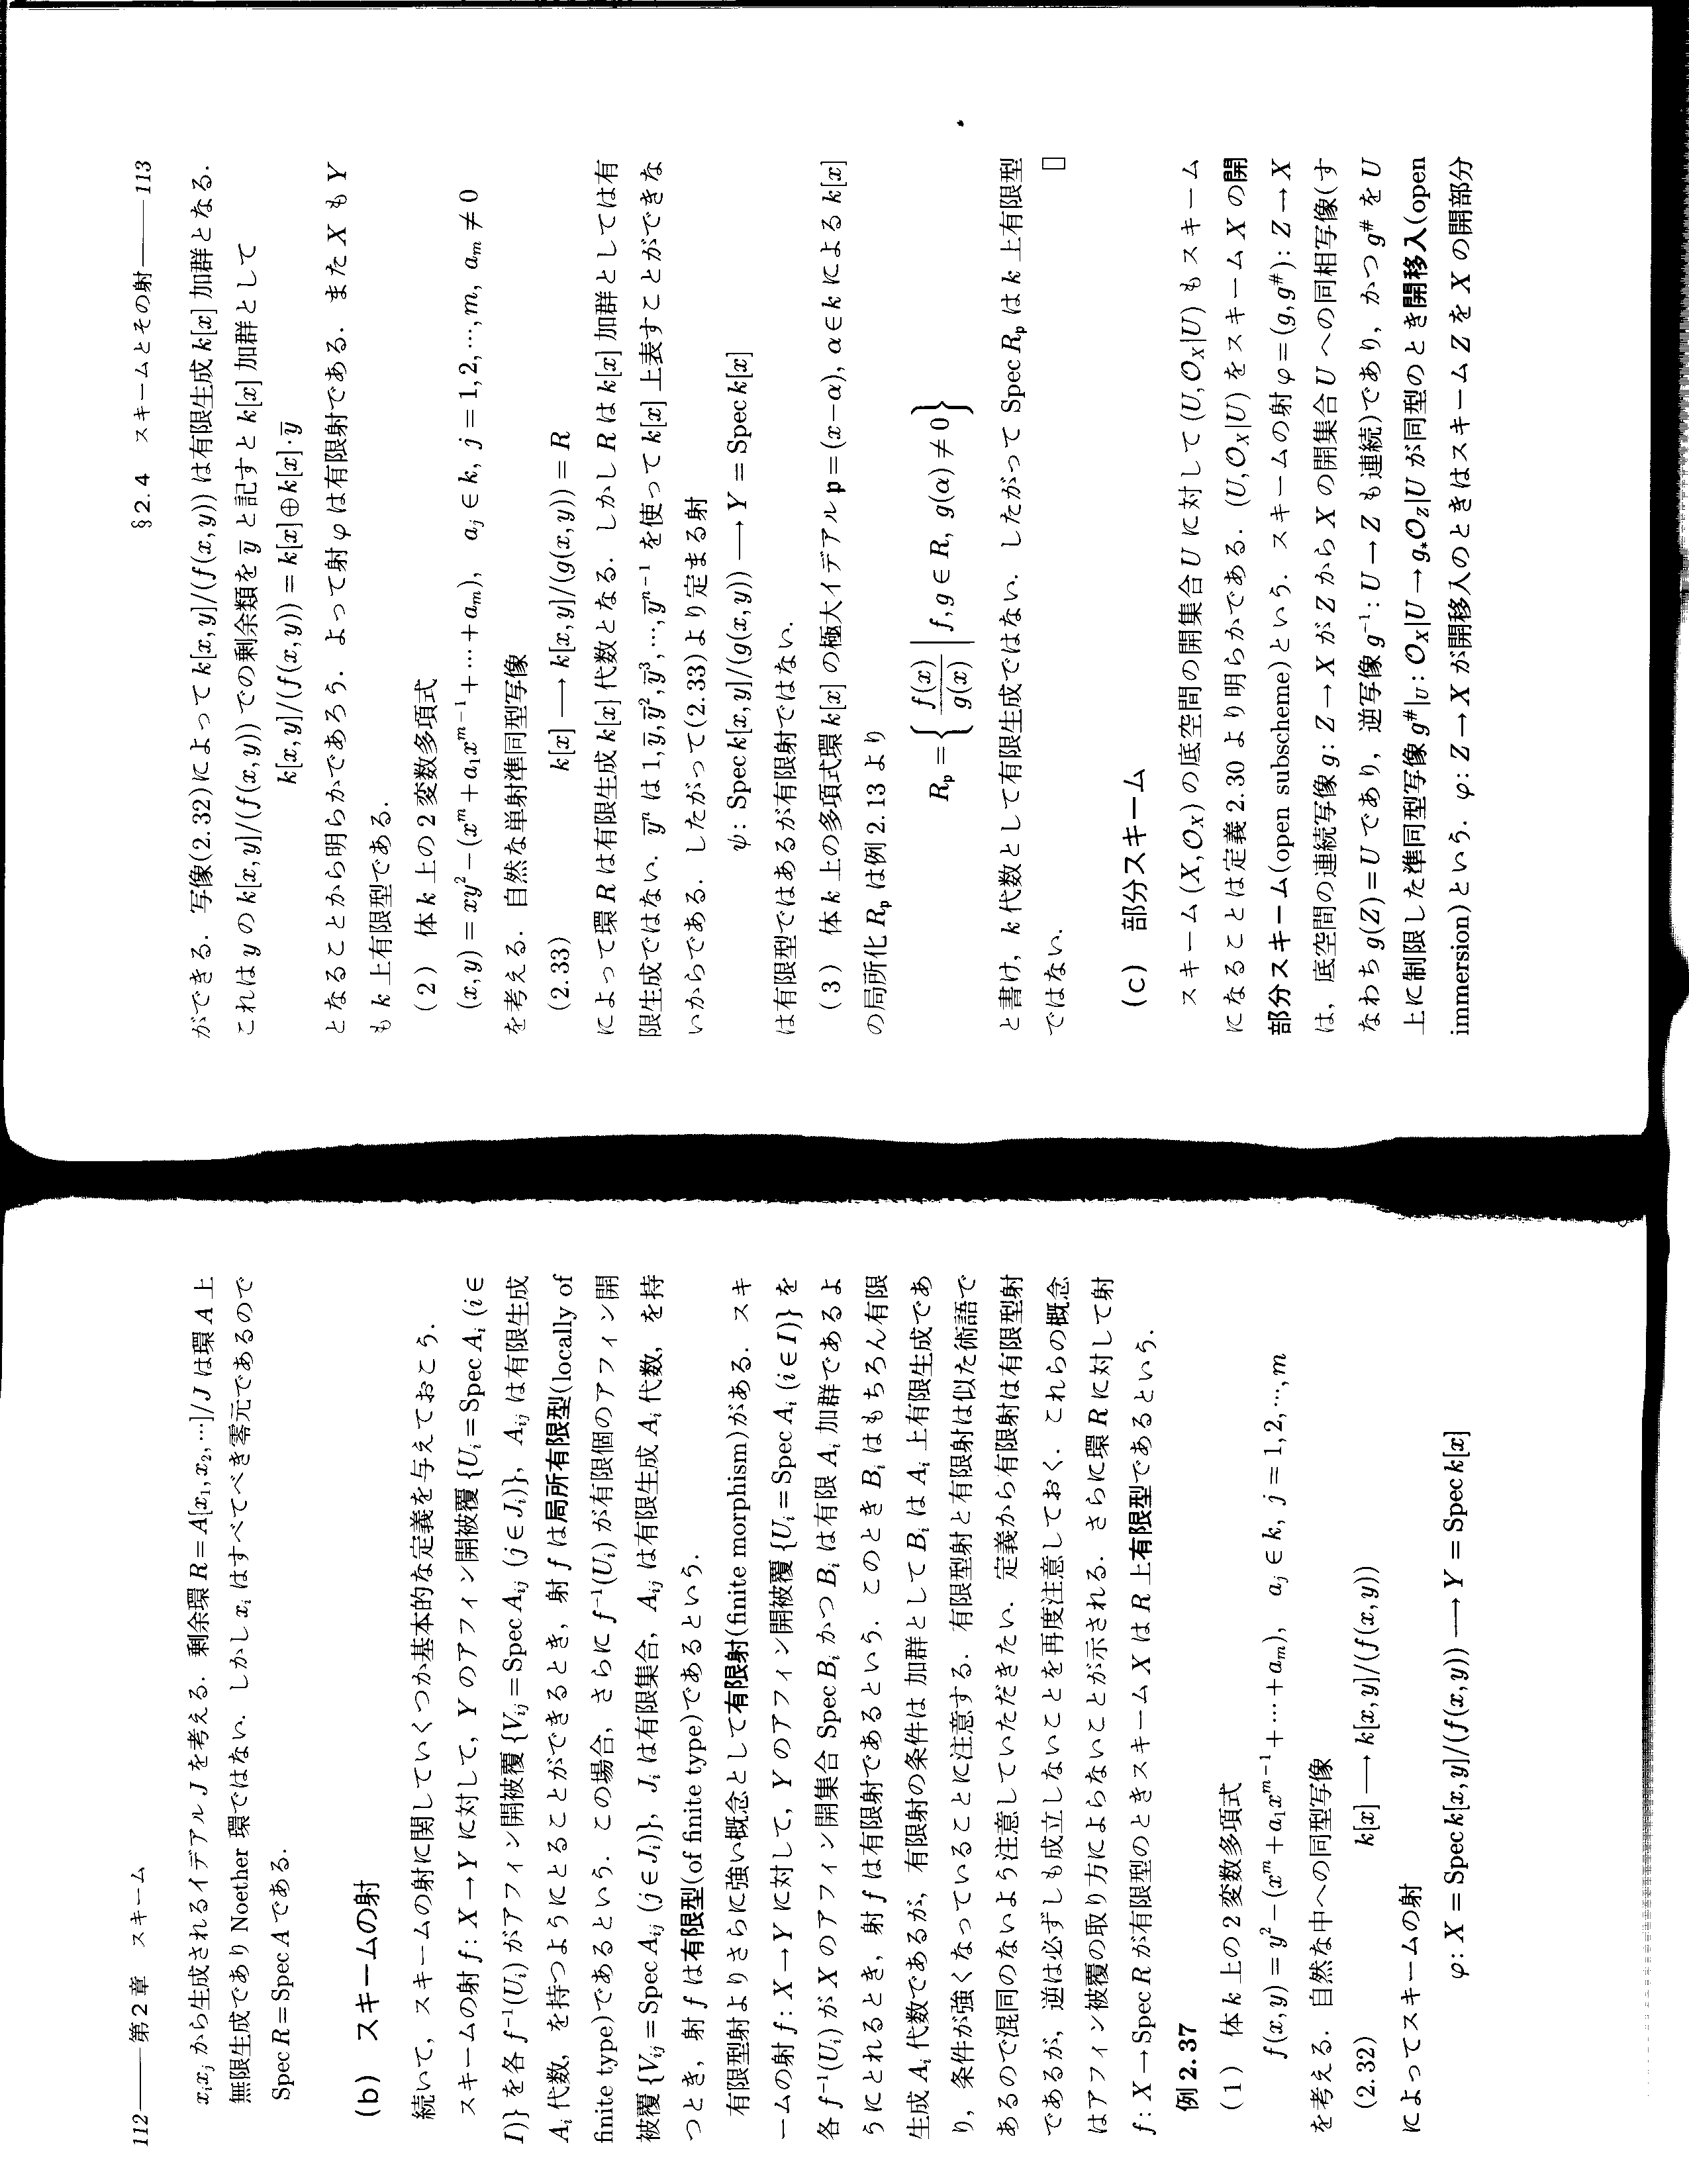 112——第2章 スキーム
$x_i x_j$ から生成されるイデアル $J$ を考える．剰余環 $R=A[x_1,x_2,\cdots]/J$ は環 $A$ 上
無限生成であり Noether 環ではない．しかし $x_i$ はすべてべき零元であるので
Spec $R$ = Spec $A$ である．
(b) スキームの射
続いて，スキームの射に関していくつか基本的な定義を与えておこう．
スキームの射 $f: X \to Y$ に対して，$Y$ のアフィン開被覆 $\{U_i = \mathrm{Spec}\, A_i\ (i \in$
$I)\}$ を各 $f^{-1}(U_i)$ がアフィン開被覆 $\{V_{ij} = \mathrm{Spec}\, A_{ij}\ (j \in J_i)\}$，$A_{ij}$ は有限生成
$A_i$ 代数，を持つようにとることができるとき，射 $f$ は局所有限型(locally of
finite type)であるという．この場合，さらに $f^{-1}(U_i)$ が有限個のアフィン開
被覆 $\{V_{ij} = \mathrm{Spec}\, A_{ij}\ (j \in J_i)\}$，$J_i$ は有限集合，$A_{ij}$ は有限生成 $A_i$ 代数，を持
つとき，射 $f$ は有限型(of finite type)であるという．
有限型射よりさらに強い概念として有限射(finite morphism)がある．スキ
ームの射 $f: X \to Y$ に対して，$Y$ のアフィン開被覆 $\{U_i = \mathrm{Spec}\, A_i\ (i \in I)\}$ を
各 $f^{-1}(U_i)$ が $X$ のアフィン開集合 Spec $B_i$ かつ $B_i$ は有限 $A_i$ 加群であるよ
うにとれるとき，射 $f$ は有限射であるという．このとき $B_i$ はもちろん有限
生成 $A_i$ 代数であるが，有限射の条件は 加群として $B_i$ は $A_i$ 上有限生成であ
り，条件が強くなっていることに注意する．有限型射と有限射は似た術語で
あるので混同のないよう注意していただきたい．定義から有限射は有限型射
であるが，逆は必ずしも成立しないことを再度注意しておく．これらの概念
はアフィン被覆の取り方によらないことが示される．さらに環 $R$ に対して射
$f: X \to \mathrm{Spec}\, R$ が有限型のときスキーム $X$ は $R$ 上有限型であるという．
例 2.37
(1) 体 $k$ 上の2変数多項式
$f(x,y) = y^2 - (x^m + a_1 x^{m-1} + \cdots + a_m),\quad a_j \in k,\ j = 1,2,\cdots,m$
を考える．自然な中への同型写像
(2.32) $k[x] \longrightarrow k[x,y]/(f(x,y))$
によってスキームの射
$\varphi: X = \mathrm{Spec}\, k[x,y]/(f(x,y)) \longrightarrow Y = \mathrm{Spec}\, k[x]$
§2.4 スキームとその射——113
ができる．写像(2.32)によって $k[x,y]/(f(x,y))$ は有限生成 $k[x]$ 加群となる．
これは $y$ の $k[x,y]/(f(x,y))$ での剰余類を $\overline{y}$ と記すと $k[x]$ 加群として
$k[x,y]/(f(x,y)) = k[x] \oplus k[x]\cdot\overline{y}$
となることから明らかであろう．よって射 $\varphi$ は有限射である．また $X$ も $Y$
も $k$ 上有限型である．
(2) 体 $k$ 上の2変数多項式
$(x,y) = xy^2 - (x^m + a_1 x^{m-1} + \cdots + a_m),\quad a_j \in k,\ j = 1,2,\cdots,m,\ a_m \neq 0$
を考える．自然な単射準同型写像
(2.33) $k[x] \longrightarrow k[x,y]/(g(x,y)) = R$
によって環 $R$ は有限生成 $k[x]$ 代数となる．しかし $R$ は $k[x]$ 加群としては有
限生成ではない．$\overline{y}^n$ は $1, \overline{y}, \overline{y}^2, \overline{y}^3, \cdots, \overline{y}^{n-1}$ を使って $k[x]$ 上表すことができな
いからである．したがって(2.33)より定まる射
$\psi: \mathrm{Spec}\, k[x,y]/(g(x,y)) \longrightarrow Y = \mathrm{Spec}\, k[x]$
は有限型ではあるが有限射ではない．
(3) 体 $k$ 上の多項式環 $k[x]$ の極大イデアル $\mathfrak{p} = (x-\alpha),\ \alpha \in k$ による $k[x]$
の局所化 $R_\mathfrak{p}$ は例 2.13 より
$R_\mathfrak{p} = \left\{ \frac{f(x)}{g(x)} \,\middle|\, f, g \in R,\ g(\alpha) \neq 0 \right\}$
と書け，$k$ 代数として有限生成ではない．したがって Spec $R_\mathfrak{p}$ は $k$ 上有限型
ではない． □
(c) 部分スキーム
スキーム $(X, \mathcal{O}_X)$ の底空間の開集合 $U$ に対して $(U, \mathcal{O}_X|U)$ もスキーム
になることは定義 2.30 より明らかである．$(U, \mathcal{O}_X|U)$ をスキーム $X$ の開
部分スキーム(open subscheme)という．スキームの射 $\varphi = (g, g^\#): Z \to X$
は，底空間の連続写像 $g: Z \to X$ が $Z$ から $X$ の開集合 $U$ への同相写像(す
なわち $g(Z) = U$ であり，逆写像 $g^{-1}: U \to Z$ も連続)であり，かつ $g^\#$ を $U$
上に制限した準同型写像 $g^\#|_U: \mathcal{O}_X|U \to g_*\mathcal{O}_Z|U$ が同型のとき開移入(open
immersion)という．$\varphi: Z \to X$ が開移入のときはスキーム $Z$ を $X$ の開部分